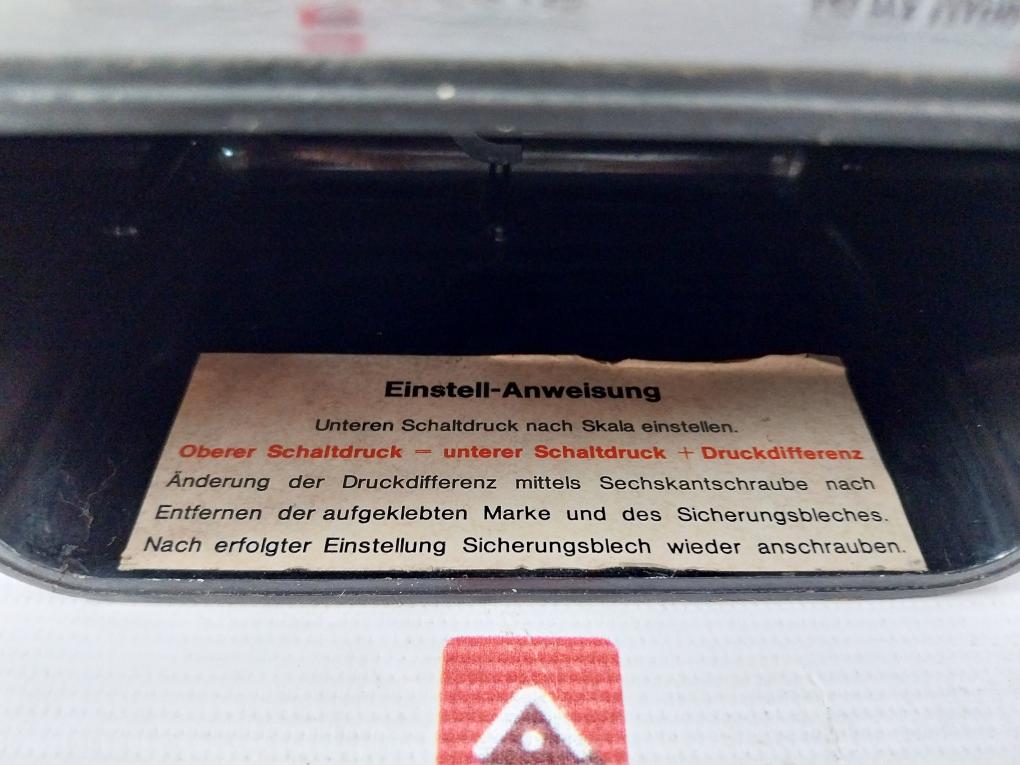 Einstell-Anweisung
Unteren Schaltdruck nach Skala einstellen.
Oberer Schaltdruck = unterer Schaltdruck + Druckdifferenz
Änderung der Druckdifferenz mittels Sechskantschraube nach
Entfernen der aufgeklebten Marke und des Sicherungsbleches.
Nach erfolgter Einstellung Sicherungsblech wieder anschrauben.